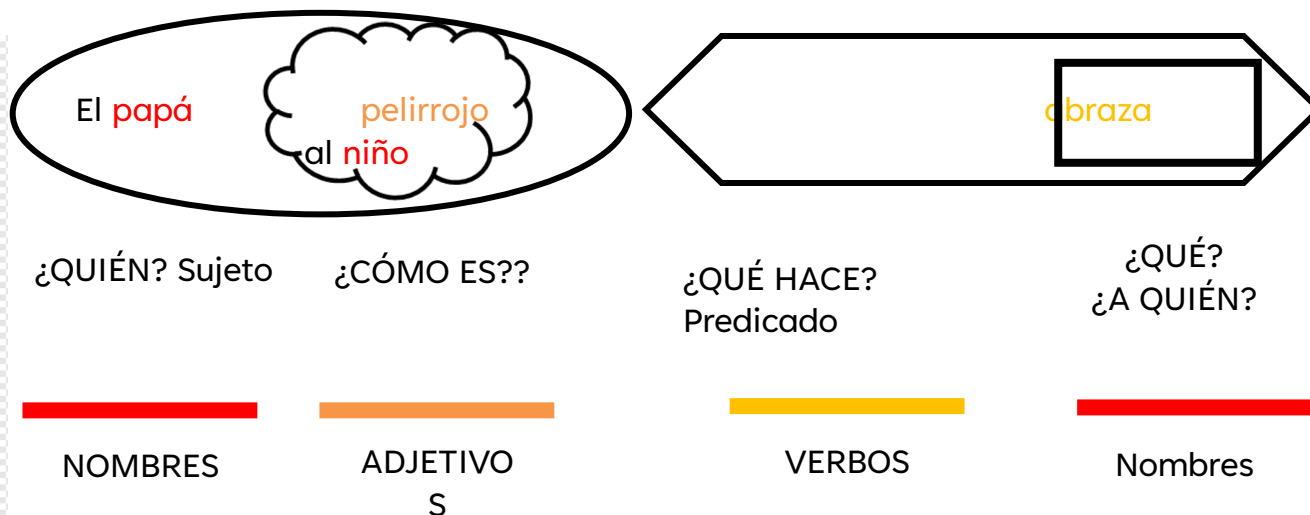 El papá pelirrojo abraza
al niño
¿QUIÉN? Sujeto
¿CÓMO ES??
¿QUÉ HACE?
Predicado
¿QUÉ?
¿A QUIÉN?
NOMBRES
ADJETIVO
S
VERBOS
Nombres